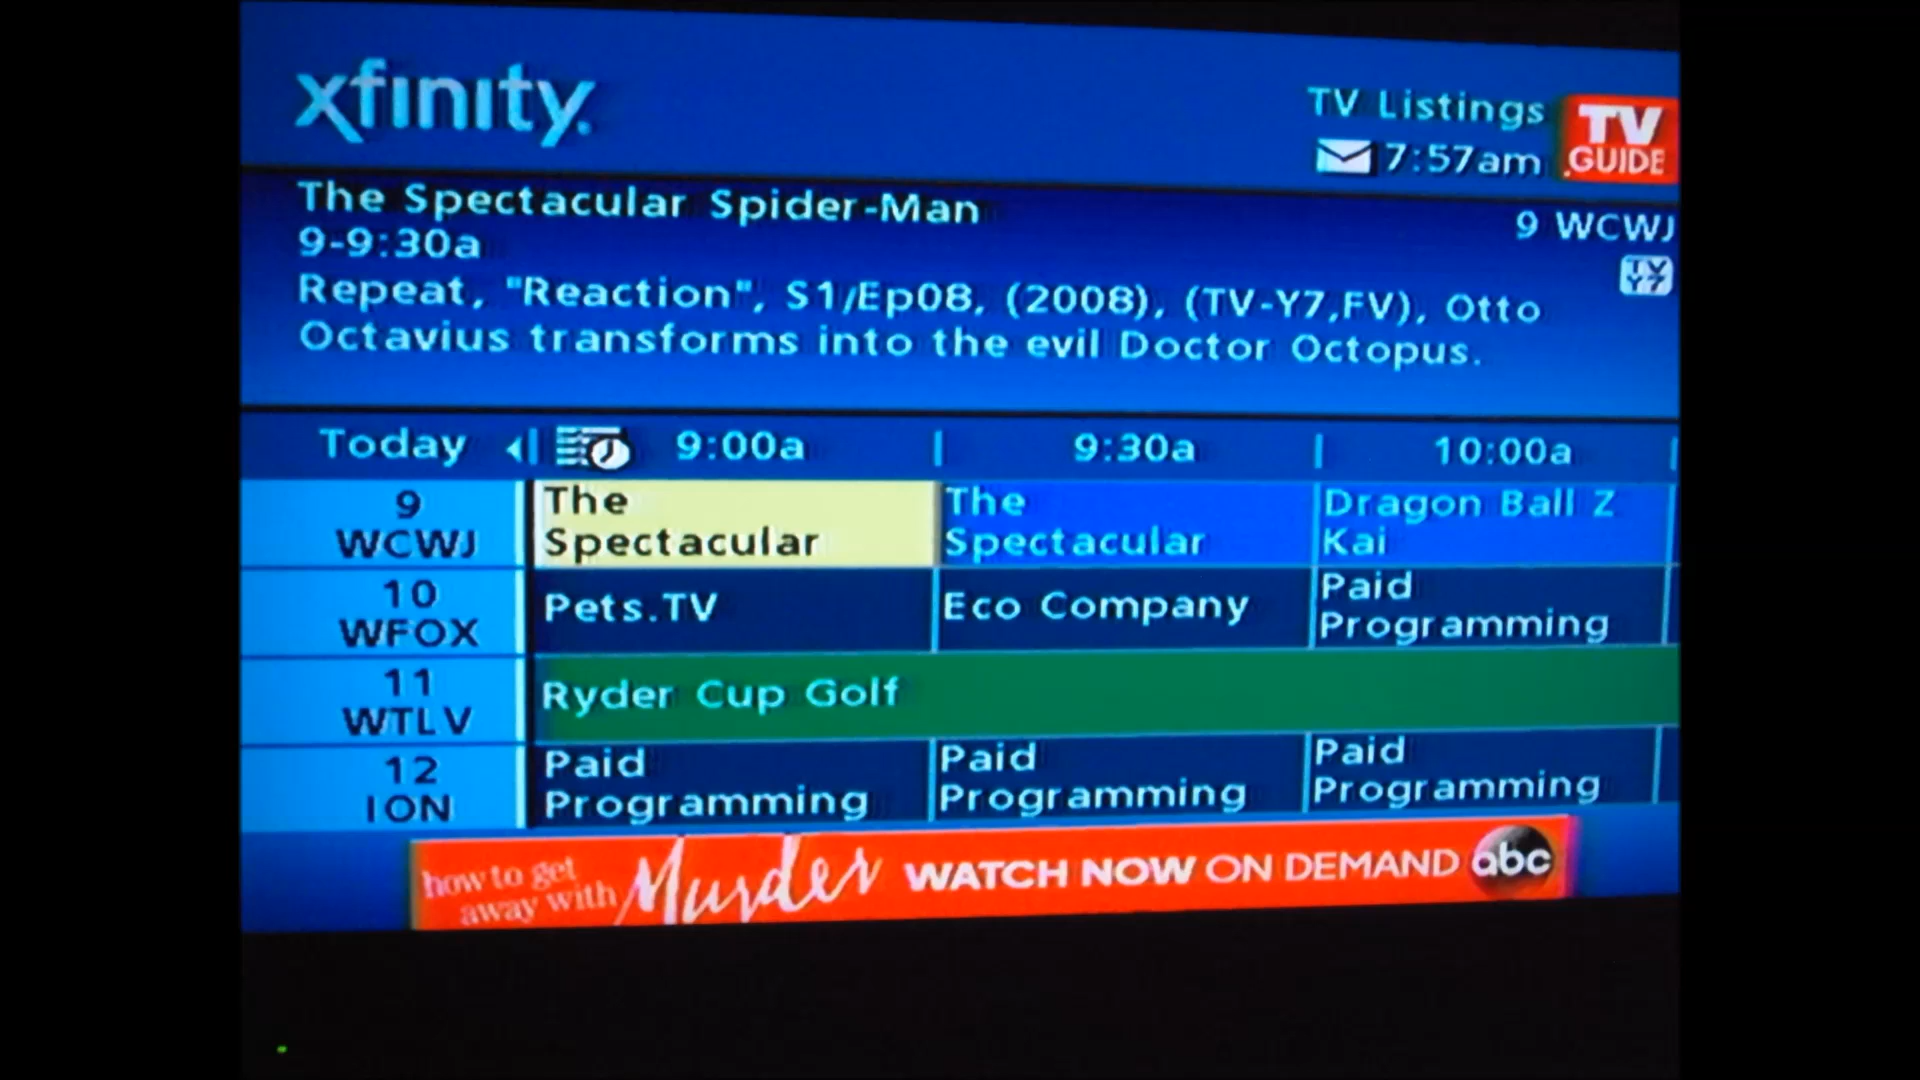 xfinity.
TV Listings
TV GUIDE
7:57am
The Spectacular Spider-Man
9 WCWJ
9-9:30a
TV Y7
Repeat, "Reaction", S1/Ep08, (2008), (TV-Y7,FV), Otto
Octavius transforms into the evil Doctor Octopus.
Today 9:00a 9:30a 10:00a
9
WCWJ
The
Spectacular
The
Spectacular
Dragon Ball Z
Kai
10
WFOX
Pets.TV
Eco Company
Paid
Programming
11
WTLV
Ryder Cup Golf
12
ION
Paid
Programming
Paid
Programming
Paid
Programming
how to get
away with Murder WATCH NOW ON DEMAND abc